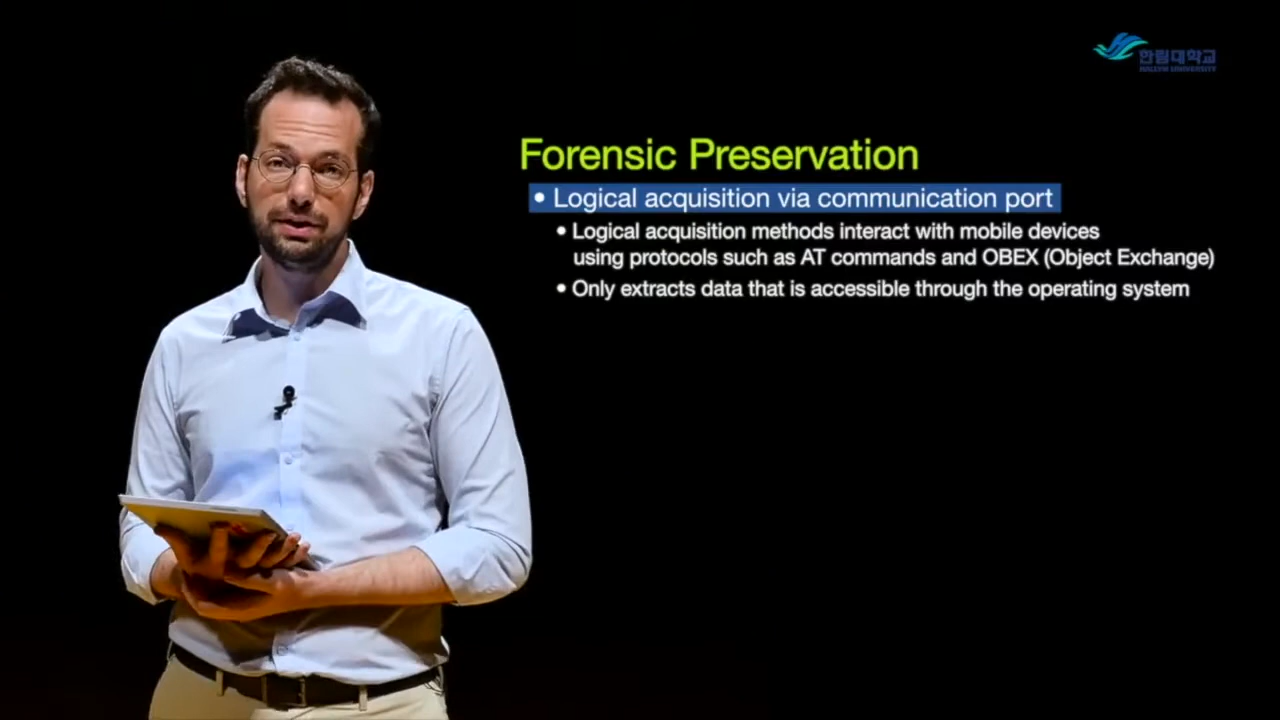 한림대학교
HALLYM UNIVERSITY
Forensic Preservation
• Logical acquisition via communication port
• Logical acquisition methods interact with mobile devices
using protocols such as AT commands and OBEX (Object Exchange)
• Only extracts data that is accessible through the operating system